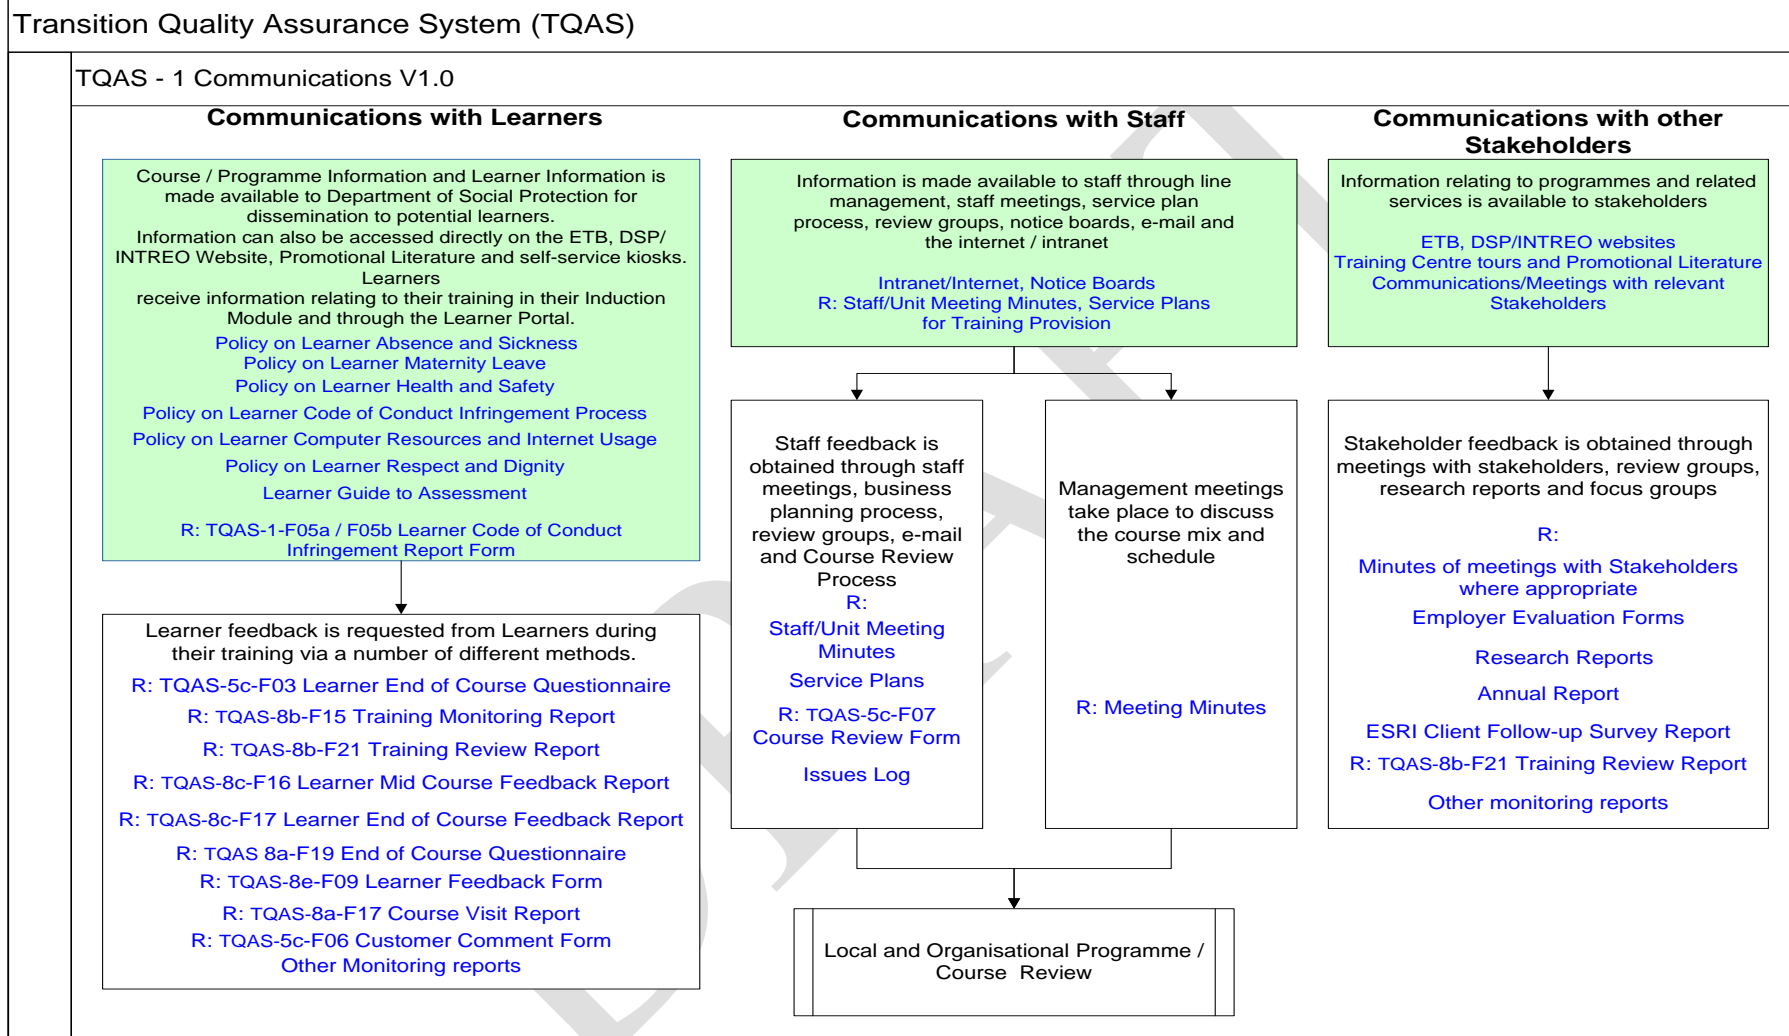 Transition Quality Assurance System (TQAS)
TQAS - 1 Communications V1.0
Communications with Learners
Course / Programme Information and Learner Information is
made available to Department of Social Protection for
dissemination to potential learners.
Information can also be accessed directly on the ETB, DSP/
INTREO Website, Promotional Literature and self-service kiosks.
Learners
receive information relating to their training in their Induction
Module and through the Learner Portal.
Policy on Learner Absence and Sickness
Policy on Learner Maternity Leave
Policy on Learner Health and Safety
Policy on Learner Code of Conduct Infringement Process
Policy on Learner Computer Resources and Internet Usage
Policy on Learner Respect and Dignity
Learner Guide to Assessment
R: TQAS-1-F05a / F05b Learner Code of Conduct
Infringement Report Form
Learner feedback is requested from Learners during
their training via a number of different methods.
R: TQAS-5c-F03 Learner End of Course Questionnaire
R: TQAS-8b-F15 Training Monitoring Report
R: TQAS-8b-F21 Training Review Report
R: TQAS-8c-F16 Learner Mid Course Feedback Report
R: TQAS-8c-F17 Learner End of Course Feedback Report
R: TQAS 8a-F19 End of Course Questionnaire
R: TQAS-8e-F09 Learner Feedback Form
R: TQAS-8a-F17 Course Visit Report
R: TQAS-5c-F06 Customer Comment Form
Other Monitoring reports
Communications with Staff
Information is made available to staff through line
management, staff meetings, service plan
process, review groups, notice boards, e-mail and
the internet / intranet
Intranet/Internet, Notice Boards
R: Staff/Unit Meeting Minutes, Service Plans
for Training Provision
Staff feedback is
obtained through staff
meetings, business
planning process,
review groups, e-mail
and Course Review
Process
R:
Staff/Unit Meeting
Minutes
Service Plans
R: TQAS-5c-F07
Course Review Form
Issues Log
Management meetings
take place to discuss
the course mix and
schedule
R: Meeting Minutes
Local and Organisational Programme /
Course Review
Communications with other
Stakeholders
Information relating to programmes and related
services is available to stakeholders
ETB, DSP/INTREO websites
Training Centre tours and Promotional Literature
Communications/Meetings with relevant
Stakeholders
Stakeholder feedback is obtained through
meetings with stakeholders, review groups,
research reports and focus groups
R:
Minutes of meetings with Stakeholders
where appropriate
Employer Evaluation Forms
Research Reports
Annual Report
ESRI Client Follow-up Survey Report
R: TQAS-8b-F21 Training Review Report
Other monitoring reports
DRAFT